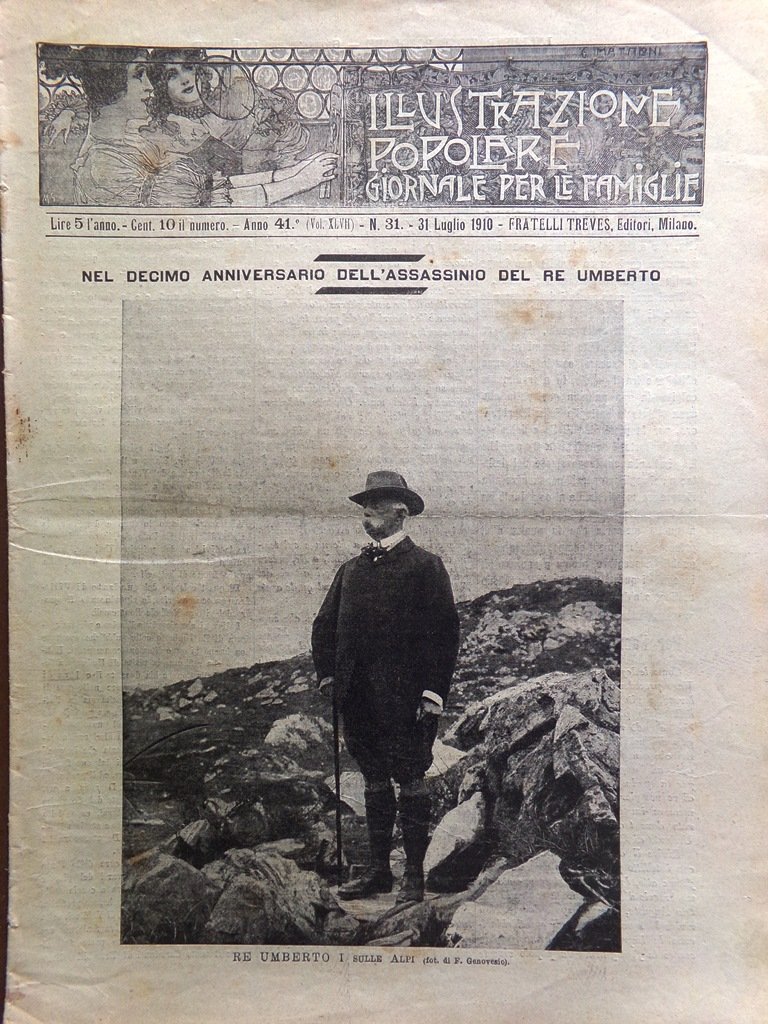 G. MATALONI
ILLUSTRAZIONE
POPOLARE
GIORNALE PER LE FAMIGLIE
Lire 5 l'anno. - Cent. 10 il numero. - Anno 41.° (Vol. XLVII) - N. 31. - 31 Luglio 1910 - FRATELLI TREVES, Editori, Milano.
NEL DECIMO ANNIVERSARIO DELL'ASSASSINIO DEL RE UMBERTO
RE UMBERTO I SULLE ALPI (fot. di F. Genovesio).